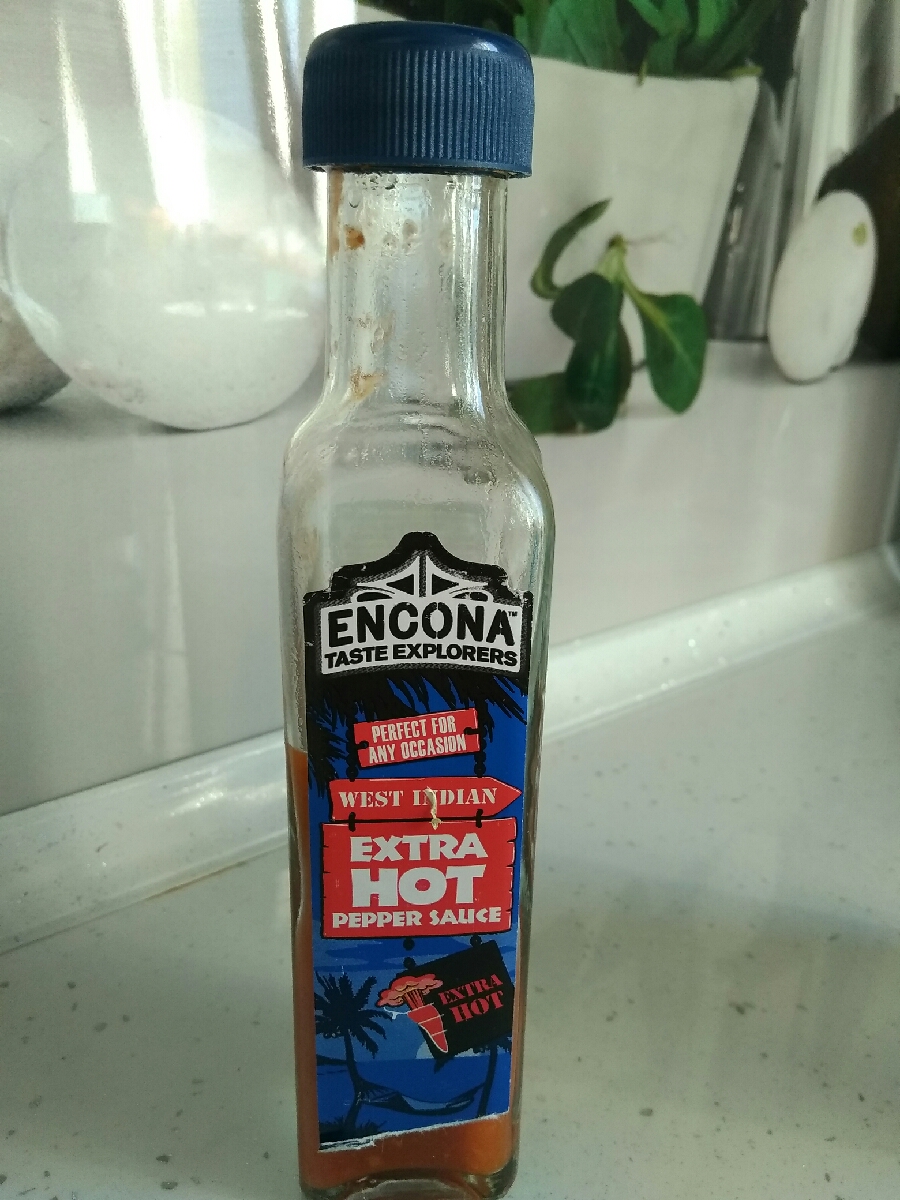 ENCONA™
TASTE EXPLORERS
PERFECT FOR
ANY OCCASION
WEST INDIAN
EXTRA
HOT
PEPPER SAUCE
EXTRA
HOT